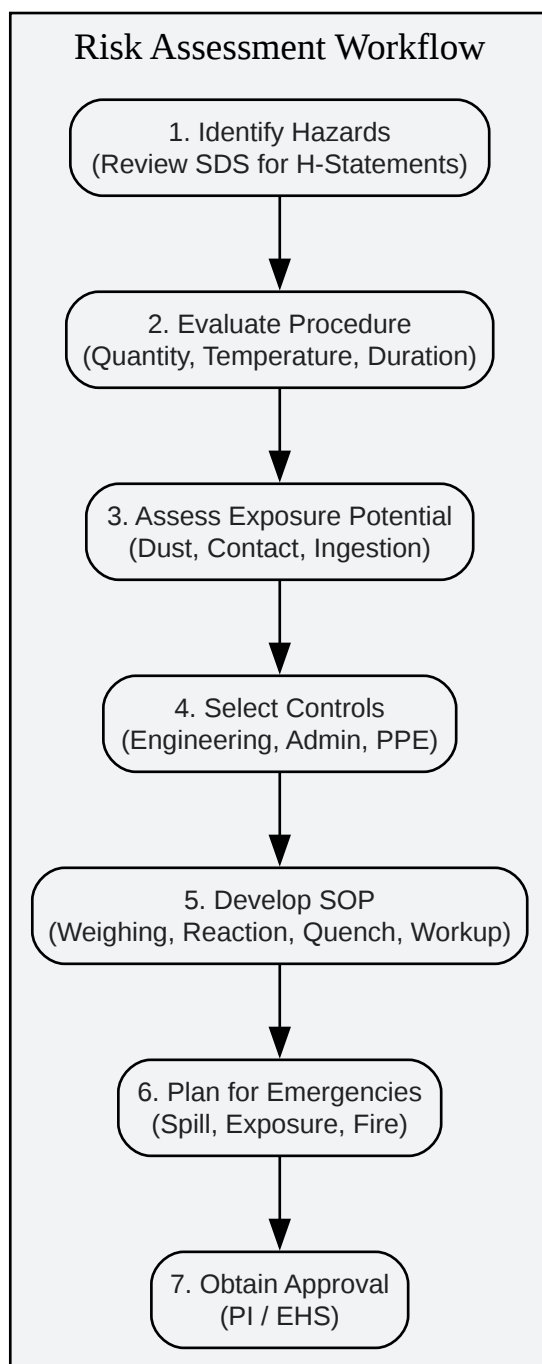 Risk Assessment Workflow
1. Identify Hazards
(Review SDS for H-Statements)
2. Evaluate Procedure
(Quantity, Temperature, Duration)
3. Assess Exposure Potential
(Dust, Contact, Ingestion)
4. Select Controls
(Engineering, Admin, PPE)
5. Develop SOP
(Weighing, Reaction, Quench, Workup)
6. Plan for Emergencies
(Spill, Exposure, Fire)
7. Obtain Approval
(PI / EHS)